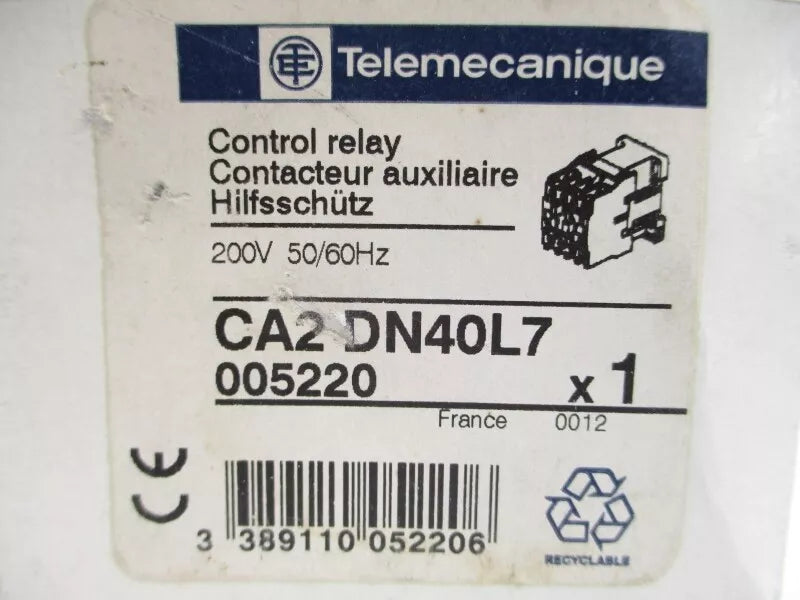 Telemecanique
Control relay
Contacteur auxiliaire
Hilfsschütz
200V 50/60Hz
CA2 DN40L7
005220
x 1
France 0012
CE
3 389110 052206
RECYCLABLE